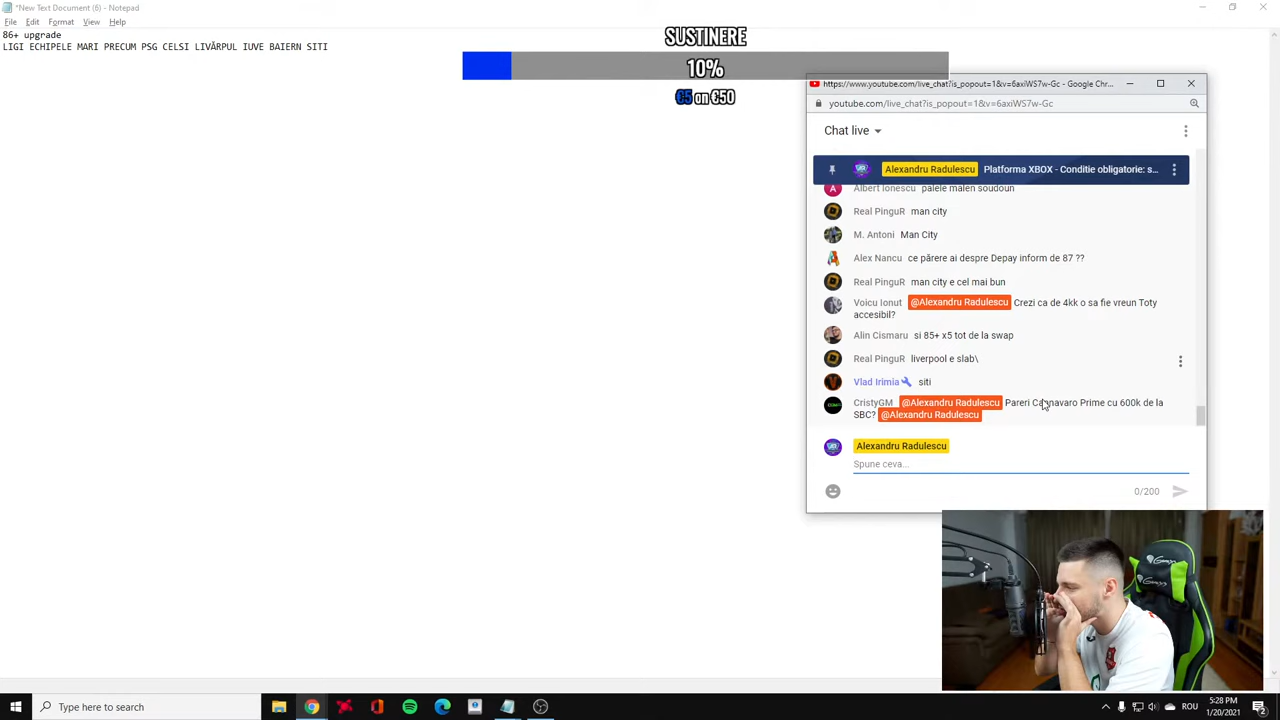 *New Text Document (6) - Notepad
File Edit Format View Help
86+ upgrade
LIGI ECHIPELE MARI PRECUM PSG CELSI LIVĂRPUL IUVE BAIERN SITI
SUSTINERE
10%
€5 on €50
https://www.youtube.com/live_chat?is_popout=1&v=6axiWS7w-Gc - Google Chr...
youtube.com/live_chat?is_popout=1&v=6axiWS7w-Gc
Chat live
Alexandru Radulescu Platforma XBOX - Conditie obligatorie: s...
A Albert Ionescu palele malen soudoun
Real PinguR man city
M. Antoni Man City
Alex Nancu ce părere ai despre Depay inform de 87 ??
Real PinguR man city e cel mai bun
Voicu Ionut @Alexandru Radulescu Crezi ca de 4kk o sa fie vreun Toty
accesibil?
Alin Cismaru si 85+ x5 tot de la swap
Real PinguR liverpool e slab\
Vlad Irimia siti
CristyGM @Alexandru Radulescu Pareri Cannavaro Prime cu 600k de la
SBC? @Alexandru Radulescu
Alexandru Radulescu
Spune ceva...
0/200
Type here to search
ROU
5:28 PM
1/20/2021
2